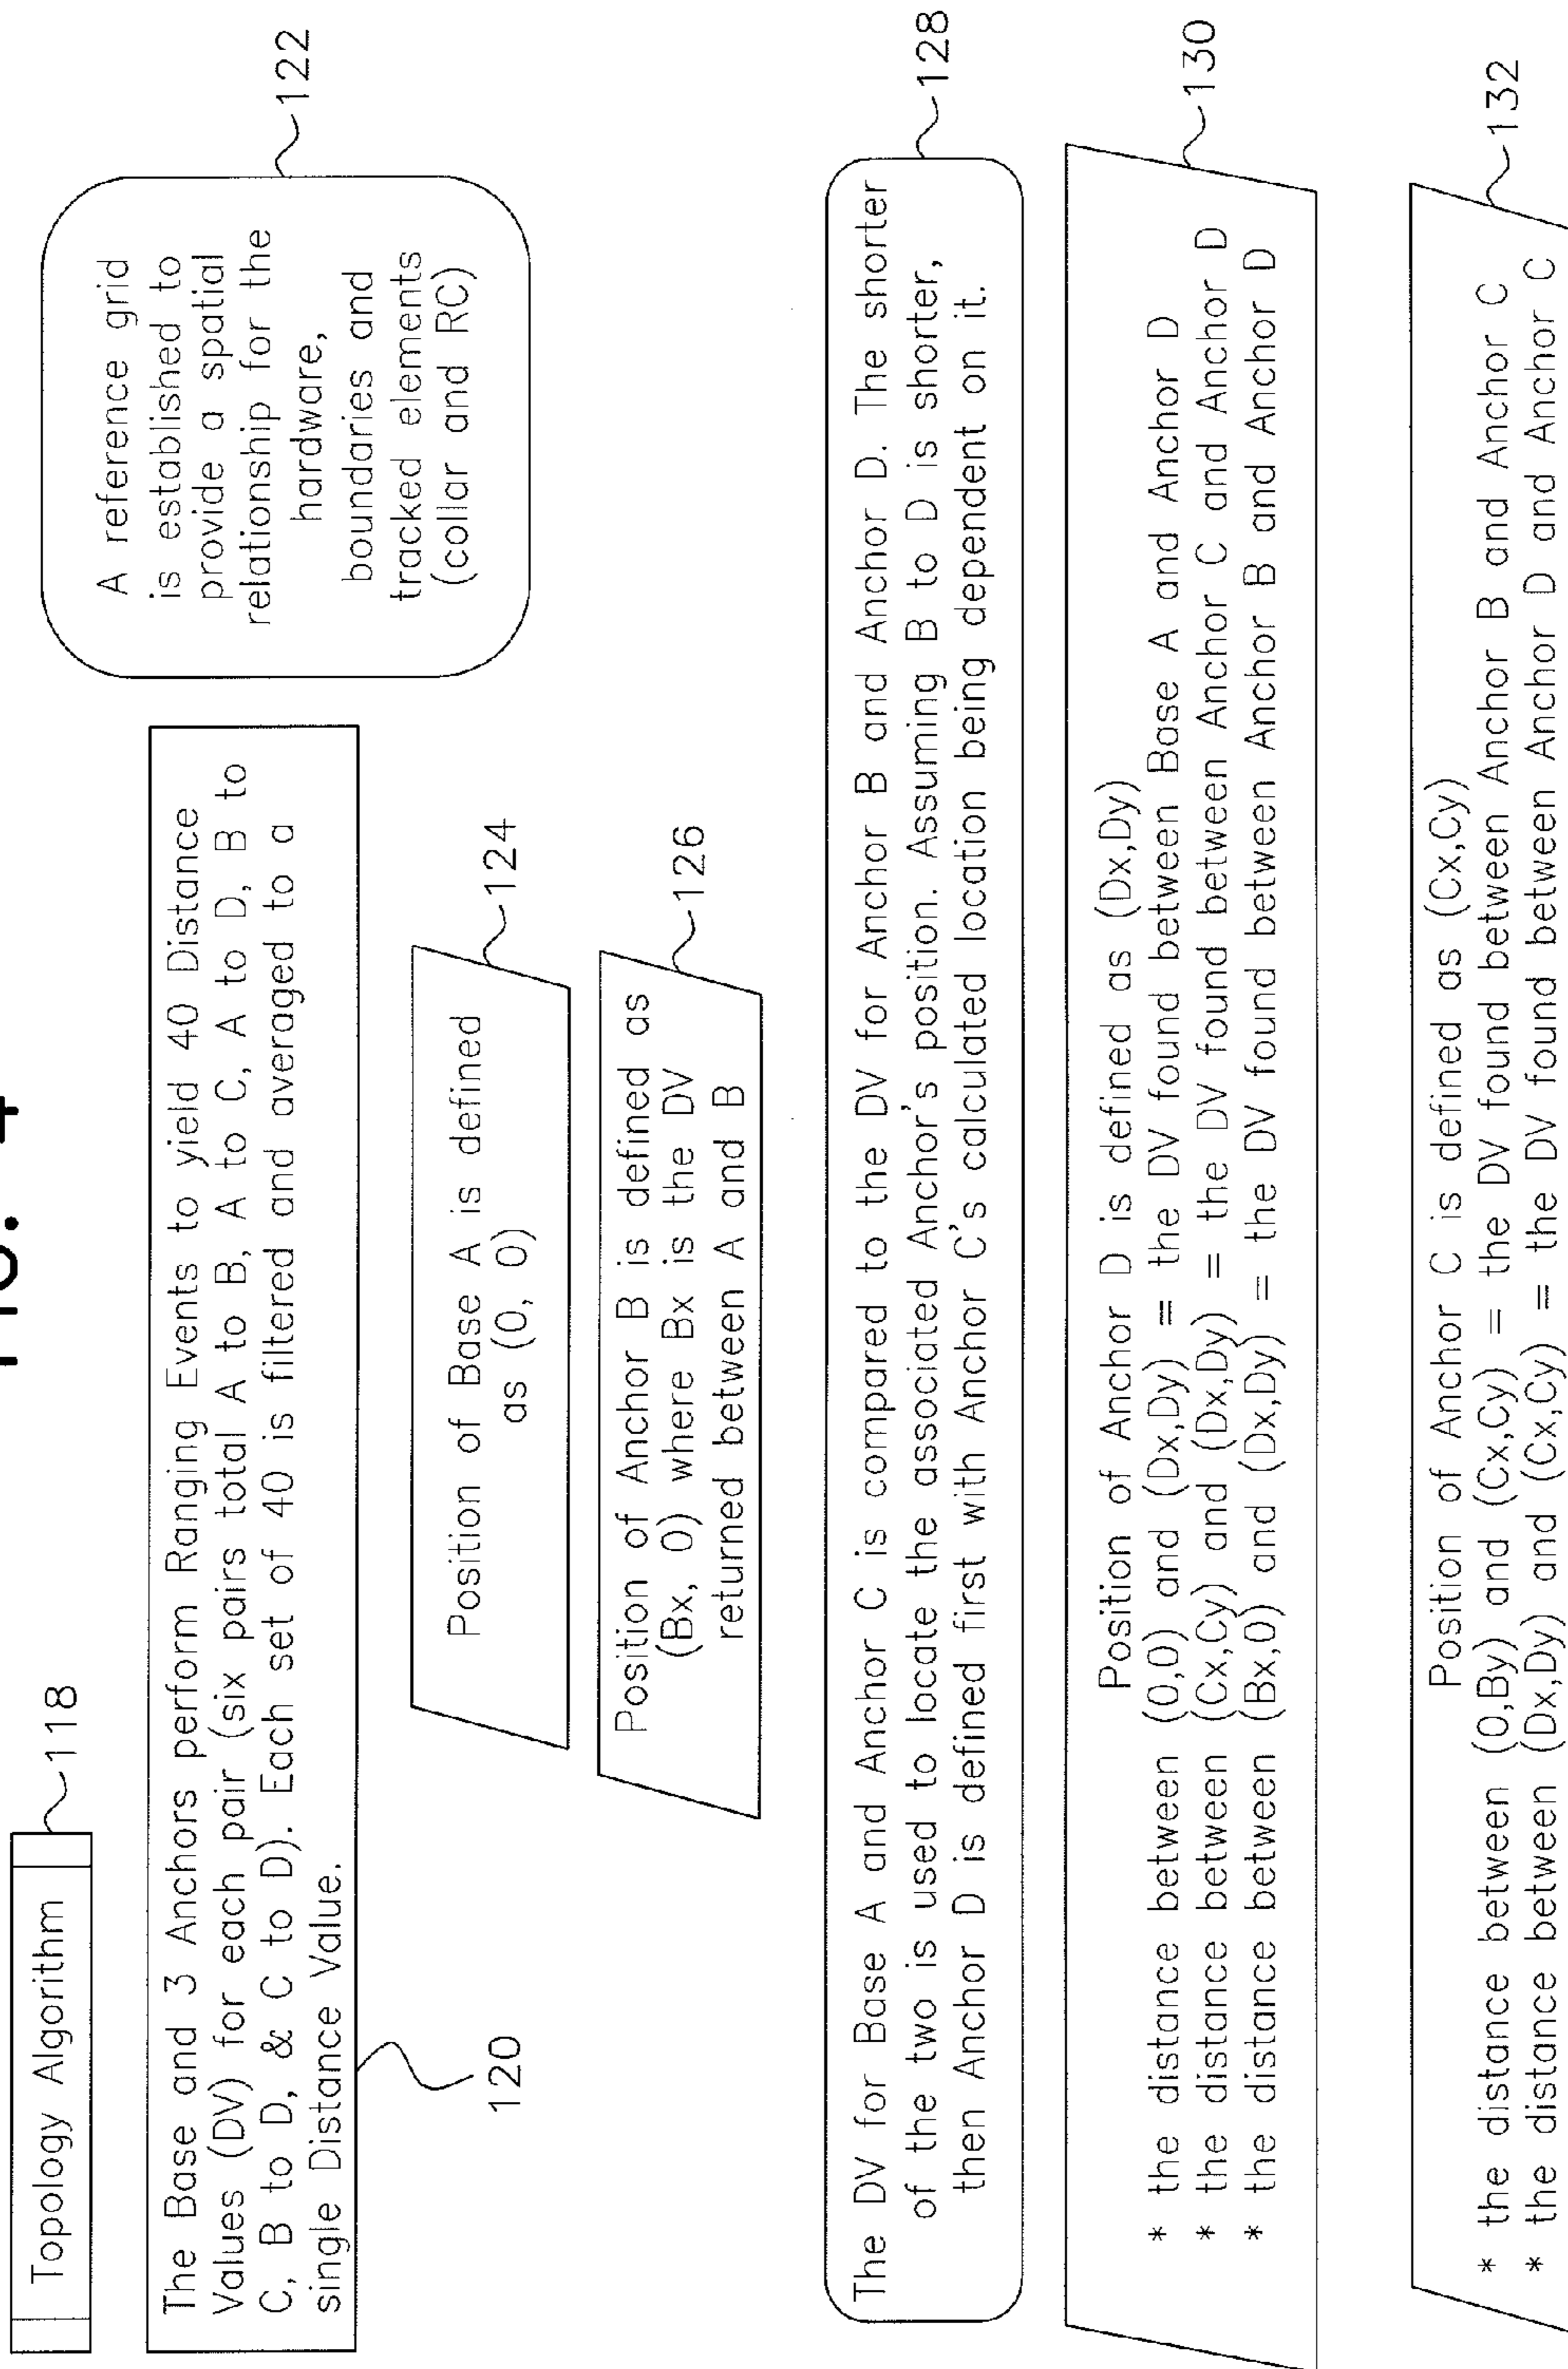 Topology Algorithm
118
The Base and 3 Anchors perform Ranging Events to yield 40 Distance
Values (DV) for each pair (six pairs total A to B, A to C, A to D, B to
C, B to D, & C to D). Each set of 40 is filtered and averaged to a
single Distance Value.
120
A reference grid
is established to
provide a spatial
relationship for the
hardware,
boundaries and
tracked elements
(collar and RC)
122
Position of Base A is defined
as (0, 0)
124
Position of Anchor B is defined as
(Bx, 0) where Bx is the DV
returned between A and B
126
The DV for Base A and Anchor C is compared to the DV for Anchor B and Anchor D. The shorter
of the two is used to locate the associated Anchor's position. Assuming B to D is shorter,
then Anchor D is defined first with Anchor C's calculated location being dependent on it.
128
Position of Anchor D is defined as (Dx,Dy)
* the distance between (0,0) and (Dx,Dy) = the DV found between Base A and Anchor D
* the distance between (Cx,Cy) and (Dx,Dy) = the DV found between Anchor C and Anchor D
* the distance between (Bx,0) and (Dx,Dy) = the DV found between Anchor B and Anchor D
130
Position of Anchor C is defined as (Cx,Cy)
* the distance between (0,By) and (Cx,Cy) = the DV found between Anchor B and Anchor C
* the distance between (Dx,Dy) and (Cx,Cy) = the DV found between Anchor D and Anchor C
132